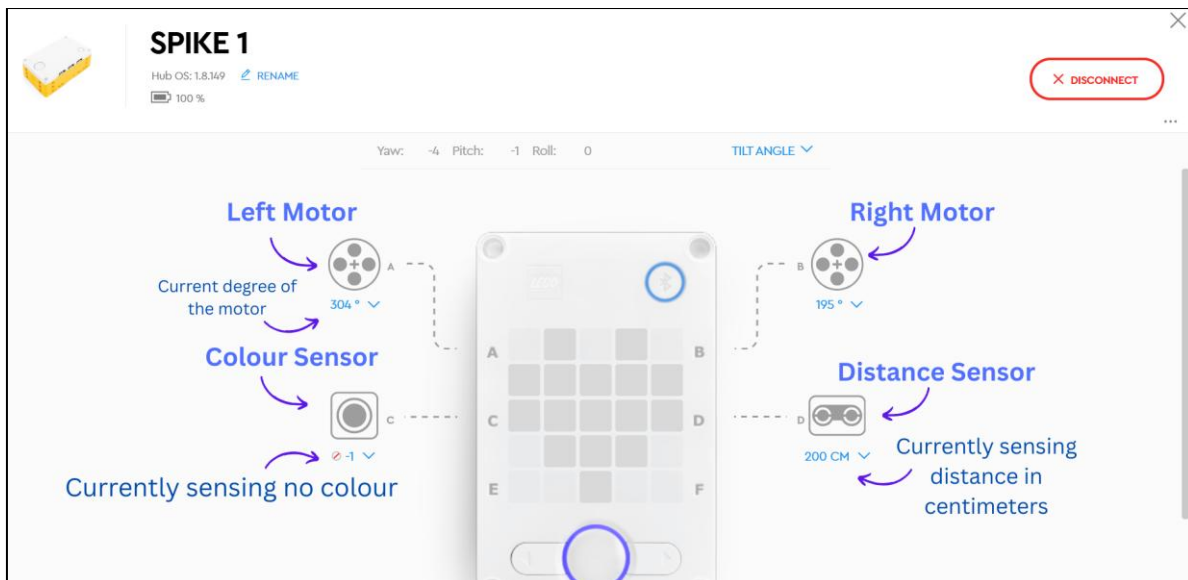 SPIKE 1
Hub OS: 1.8.149 RENAME
100 %
DISCONNECT
...
Yaw: -4 Pitch: -1 Roll: 0 TILT ANGLE
Left Motor
Right Motor
A
B
Current degree of
the motor
304 °
195 °
LEGO
Colour Sensor
Distance Sensor
A B
C D
E F
C
D
-1
200 CM
Currently sensing no colour
Currently sensing
distance in
centimeters